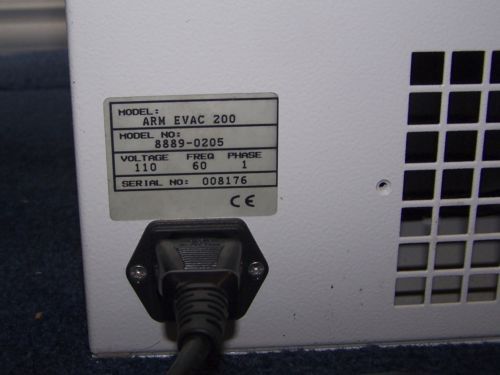 MODEL:
ARM EVAC 200
MODEL NO:
8889-0205
VOLTAGE FREQ PHASE
110 60 1
SERIAL NO: 008176
CE